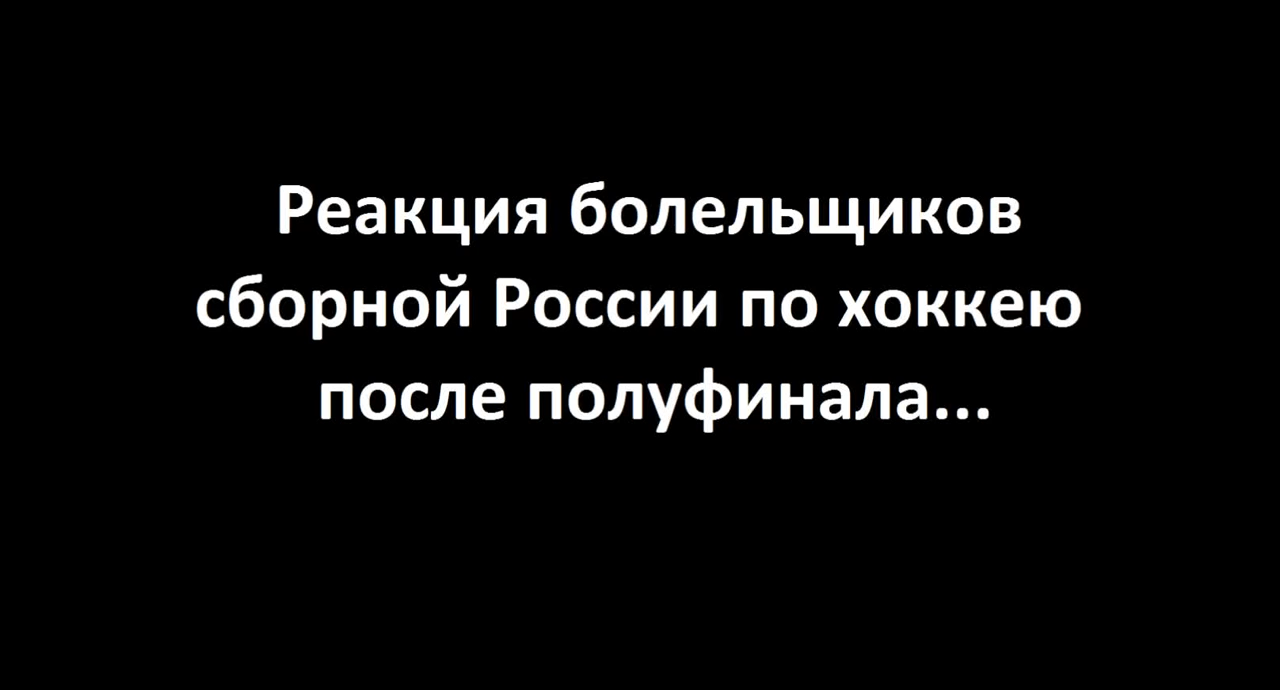 Реакция болельщиков
сборной России по хоккею
после полуфинала...